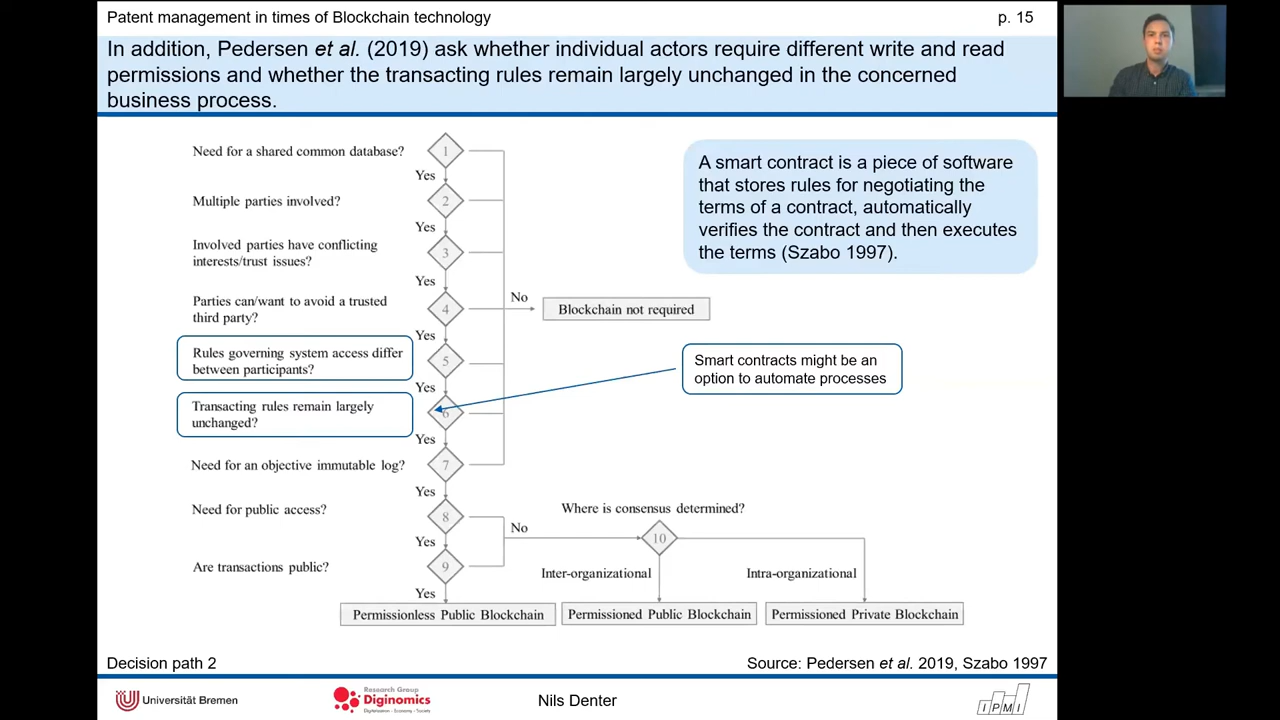 Patent management in times of Blockchain technology
p. 15
In addition, Pedersen et al. (2019) ask whether individual actors require different write and read
permissions and whether the transacting rules remain largely unchanged in the concerned
business process.
Need for a shared common database?
1
Yes
Multiple parties involved?
2
Yes
Involved parties have conflicting
interests/trust issues?
3
Yes
Parties can/want to avoid a trusted
third party?
4
No
Blockchain not required
Yes
Rules governing system access differ
between participants?
5
Yes
Transacting rules remain largely
unchanged?
6
Yes
Need for an objective immutable log?
7
Yes
Need for public access?
8
Yes
Are transactions public?
9
Yes
No
Where is consensus determined?
10
Inter-organizational
Intra-organizational
Permissionless Public Blockchain
Permissioned Public Blockchain
Permissioned Private Blockchain
A smart contract is a piece of software
that stores rules for negotiating the
terms of a contract, automatically
verifies the contract and then executes
the terms (Szabo 1997).
Smart contracts might be an
option to automate processes
Decision path 2
Source: Pedersen et al. 2019, Szabo 1997
Universität Bremen
Research Group
Diginomics
Digitalization - Economy - Society
Nils Denter
IPMI